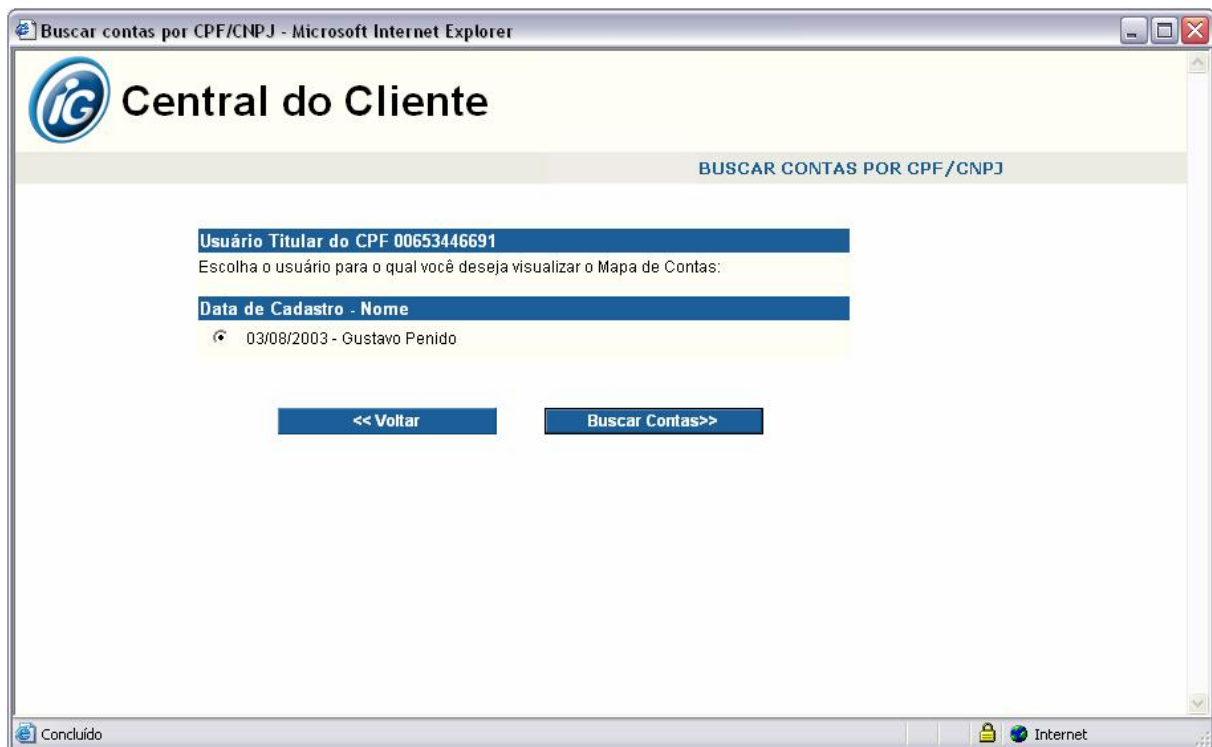 Buscar contas por CPF/CNPJ - Microsoft Internet Explorer
iG Central do Cliente
BUSCAR CONTAS POR CPF/CNPJ
Usuário Titular do CPF 00653446691
Escolha o usuário para o qual você deseja visualizar o Mapa de Contas:
Data de Cadastro - Nome
03/08/2003 - Gustavo Penido
<< Voltar
Buscar Contas>>
Concluído
Internet